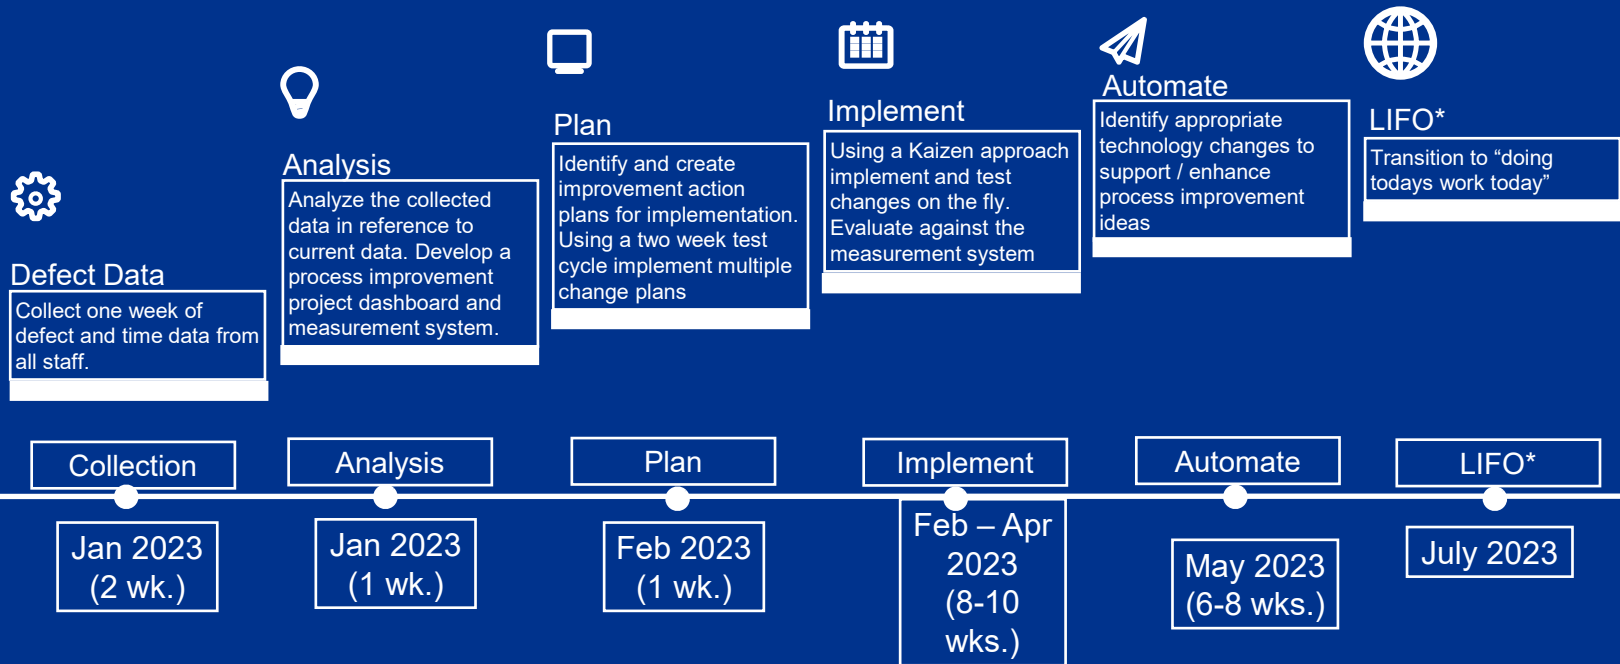 Defect Data
Collect one week of
defect and time data from
all staff.
Analysis
Analyze the collected
data in reference to
current data. Develop a
process improvement
project dashboard and
measurement system.
Plan
Identify and create
improvement action
plans for implementation.
Using a two week test
cycle implement multiple
change plans
Implement
Using a Kaizen approach
implement and test
changes on the fly.
Evaluate against the
measurement system
Automate
Identify appropriate
technology changes to
support / enhance
process improvement
ideas
LIFO*
Transition to “doing
todays work today”
Collection
Analysis
Plan
Implement
Automate
LIFO*
Jan 2023
(2 wk.)
Jan 2023
(1 wk.)
Feb 2023
(1 wk.)
Feb – Apr
2023
(8-10
wks.)
May 2023
(6-8 wks.)
July 2023